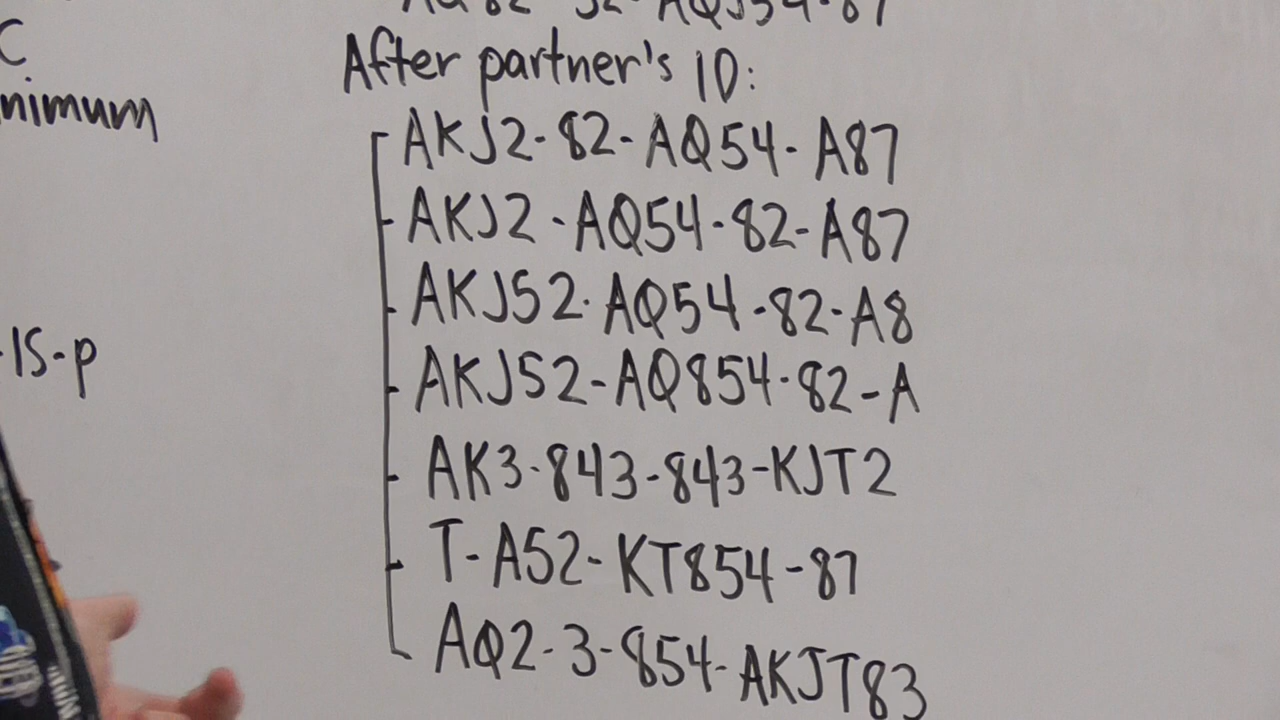 C
nimum
IS-p
After partner's 1D:
AKJ2-82-AQ54-A87
AKJ2-AQ54-82-A87
AKJ52-AQ54-82-A8
AKJ52-AQ854-82-A
AK3-843-843-KJT2
T-A52-KT854-87
AQ2-3-854-AKJT83